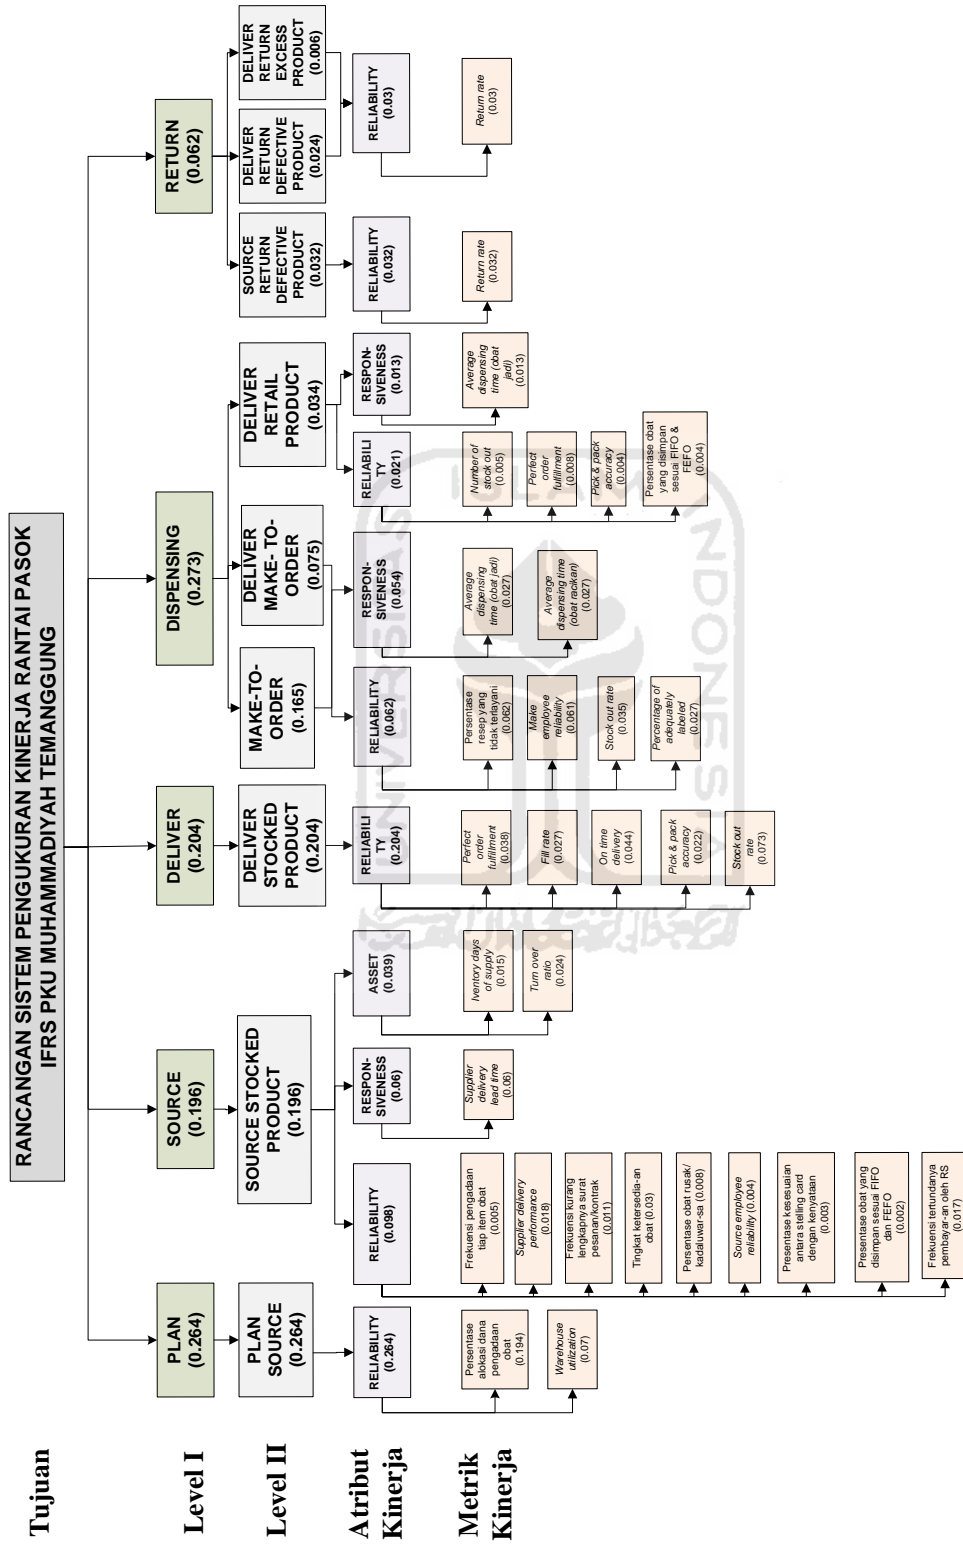 RANCANGAN SISTEM PENGUKURAN KINERJA RANTAI PASOK
IFRS PKU MUHAMMADIYAH TEMANGGUNG
Tujuan
Level I
PLAN
(0.264)
SOURCE
(0.196)
DELIVER
(0.204)
DISPENSING
(0.273)
RETURN
(0.062)
Level II
PLAN
SOURCE
(0.264)
SOURCE STOCKED
PRODUCT
(0.196)
DELIVER
STOCKED
PRODUCT
(0.204)
MAKE-TO-
ORDER
(0.165)
DELIVER
MAKE- TO-
ORDER
(0.075)
DELIVER
RETAIL
PRODUCT
(0.034)
SOURCE
RETURN
DEFECTIVE
PRODUCT
(0.032)
DELIVER
RETURN
DEFECTIVE
PRODUCT
(0.024)
DELIVER
RETURN
EXCESS
PRODUCT
(0.006)
Atribut
Kinerja
RELIABILITY
(0.264)
RELIABILITY
(0.098)
RESPON-
SIVENESS
(0.06)
ASSET
(0.039)
RELIABILI
TY
(0.204)
RELIABILITY
(0.062)
RESPON-
SIVENESS
(0.054)
RELIABILI
TY
(0.021)
RESPON-
SIVENESS
(0.013)
RELIABILITY
(0.032)
RELIABILITY
(0.03)
Metrik
Kinerja
Persentase
alokasi dana
pengadaan
obat
(0.194)
Warehouse
utilization
(0.07)
Frekuensi pengadaan
tiap item obat
(0.005)
Supplier delivery
performance
(0.018)
Frekuensi kurang
lengkapnya surat
pesanan/kontrak
(0.011)
Tingkat ketersedia-an
obat (0.03)
Persentase obat rusak/
kadaluwar-sa (0.008)
Source employee
reliability (0.004)
Presentase kesesuaian
antara stelling card
dengan kenyataan
(0.003)
Presentase obat yang
disimpan sesuai FIFO
dan FEFO
(0.002)
Frekuensi tertundanya
pembayar-an oleh RS
(0.017)
Supplier
delivery
lead time
(0.06)
Iventory days
of supply
(0.015)
Turn over
ratio
(0.024)
Perfect
order
fulfillment
(0.038)
Fill rate
(0.027)
On time
delivery
(0.044)
Pick & pack
accuracy
(0.022)
Stock out
rate
(0.073)
Persentase
resep yang
tidak terlayani
(0.062)
Make
employee
reliability
(0.061)
Stock out rate
(0.035)
Percentage of
adequately
labeled
(0.027)
Average
dispensing
time (obat jadi)
(0.027)
Average
dispensing time
(obat racikan)
(0.027)
Number of
stock out
(0.005)
Perfect
order
fulfillment
(0.008)
Pick & pack
accuracy
(0.004)
Persentase obat
yang disimpan
sesuai FIFO &
FEFO
(0.004)
Average
dispensing
time (obat
jadi)
(0.013)
Return rate
(0.032)
Return rate
(0.03)
UNIVERSITAS
ISLAM
INDONESIA